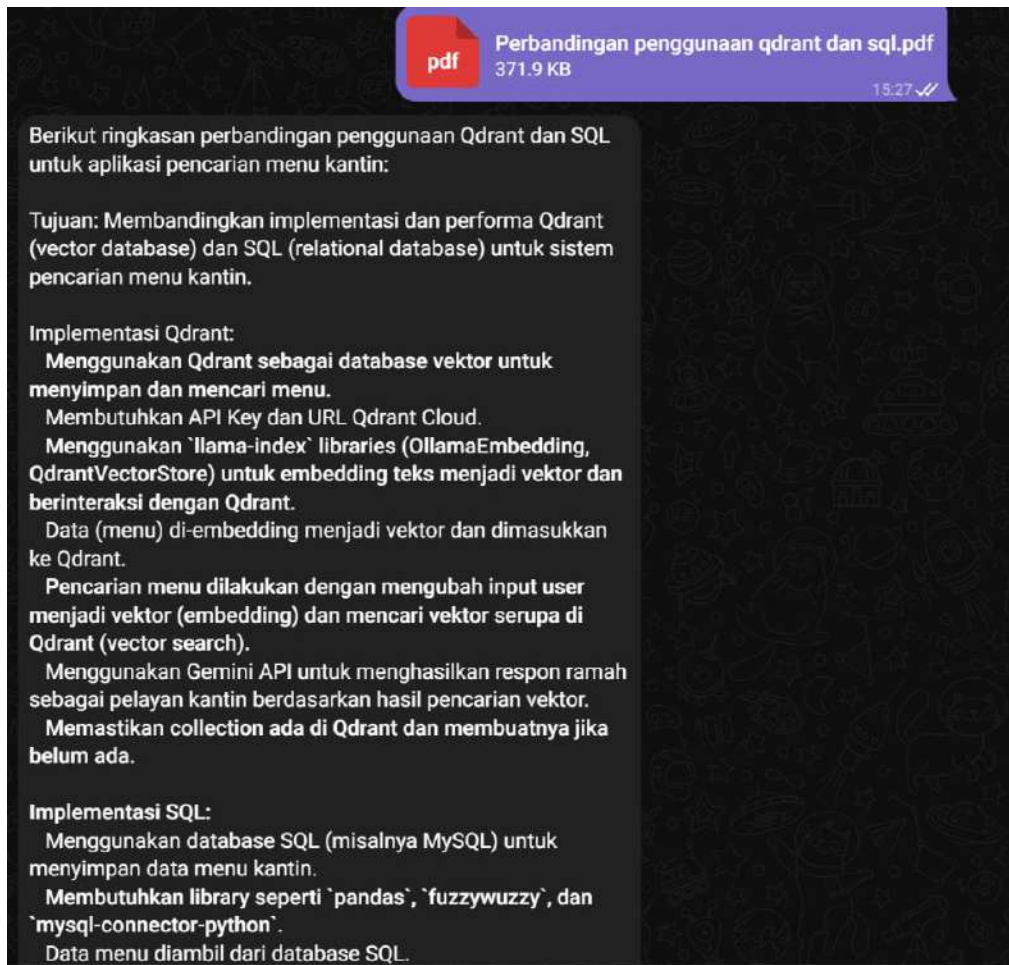 pdf
Perbandingan penggunaan qdrant dan sql.pdf
371.9 KB
15:27
Berikut ringkasan perbandingan penggunaan Qdrant dan SQL
untuk aplikasi pencarian menu kantin:
Tujuan: Membandingkan implementasi dan performa Qdrant
(vector database) dan SQL (relational database) untuk sistem
pencarian menu kantin.
Implementasi Qdrant:
Menggunakan Qdrant sebagai database vektor untuk
menyimpan dan mencari menu.
Membutuhkan API Key dan URL Qdrant Cloud.
Menggunakan `llama-index` libraries (OllamaEmbedding,
QdrantVectorStore) untuk embedding teks menjadi vektor dan
berinteraksi dengan Qdrant.
Data (menu) di-embedding menjadi vektor dan dimasukkan
ke Qdrant.
Pencarian menu dilakukan dengan mengubah input user
menjadi vektor (embedding) dan mencari vektor serupa di
Qdrant (vector search).
Menggunakan Gemini API untuk menghasilkan respon ramah
sebagai pelayan kantin berdasarkan hasil pencarian vektor.
Memastikan collection ada di Qdrant dan membuatnya jika
belum ada.
Implementasi SQL:
Menggunakan database SQL (misalnya MySQL) untuk
menyimpan data menu kantin.
Membutuhkan library seperti `pandas`, `fuzzywuzzy`, dan
`mysql-connector-python`.
Data menu diambil dari database SQL.